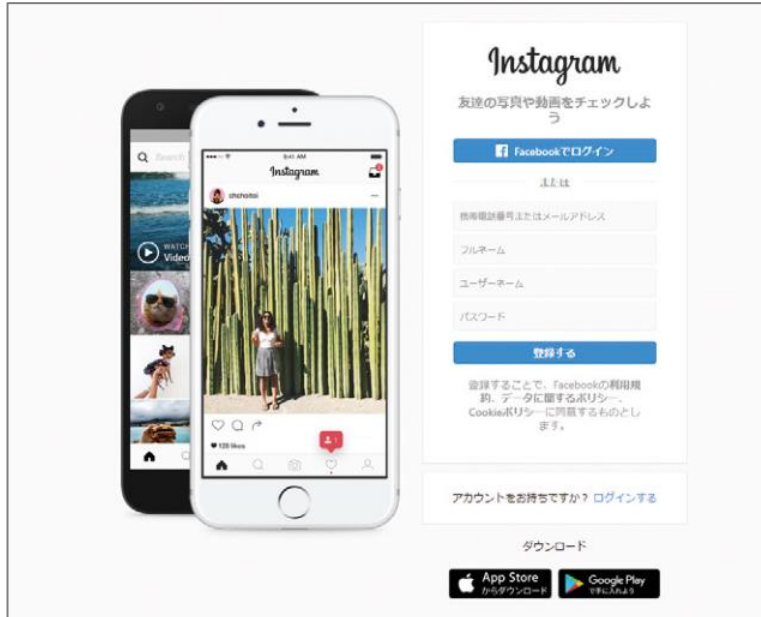 Search
WATCH
Video
9:41 AM
Instagram
chchoitoi
128 likes
1
Instagram
友達の写真や動画をチェックしよ
う
Facebookでログイン
または
携帯電話番号またはメールアドレス
フルネーム
ユーザーネーム
パスワード
登録する
登録することで、Facebookの利用規
約、データに関するポリシー、
Cookieポリシーに同意するものとし
ます。
アカウントをお持ちですか？ログインする
ダウンロード
App Store
からダウンロード
Google Play
で手に入れよう